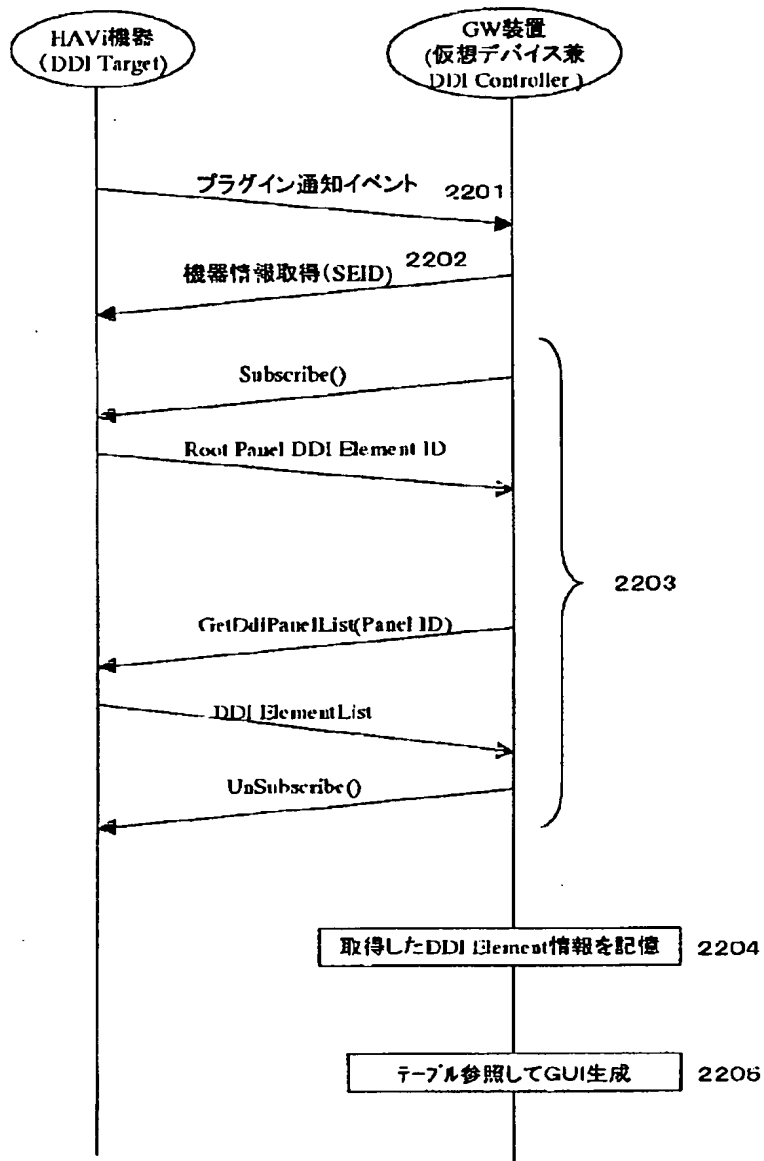 HAVi機器
(DDI Target)
GW装置
(仮想デバイス兼
DDI Controller )
プラグイン通知イベント
2201
機器情報取得(SEID)
2202
Subscribe()
Root Panel DDI Element ID
2203
GetDdiPanelList(Panel ID)
DDI ElementList
UnSubscribe()
取得したDDI Element情報を記憶
2204
テーブル参照してGUI生成
2205